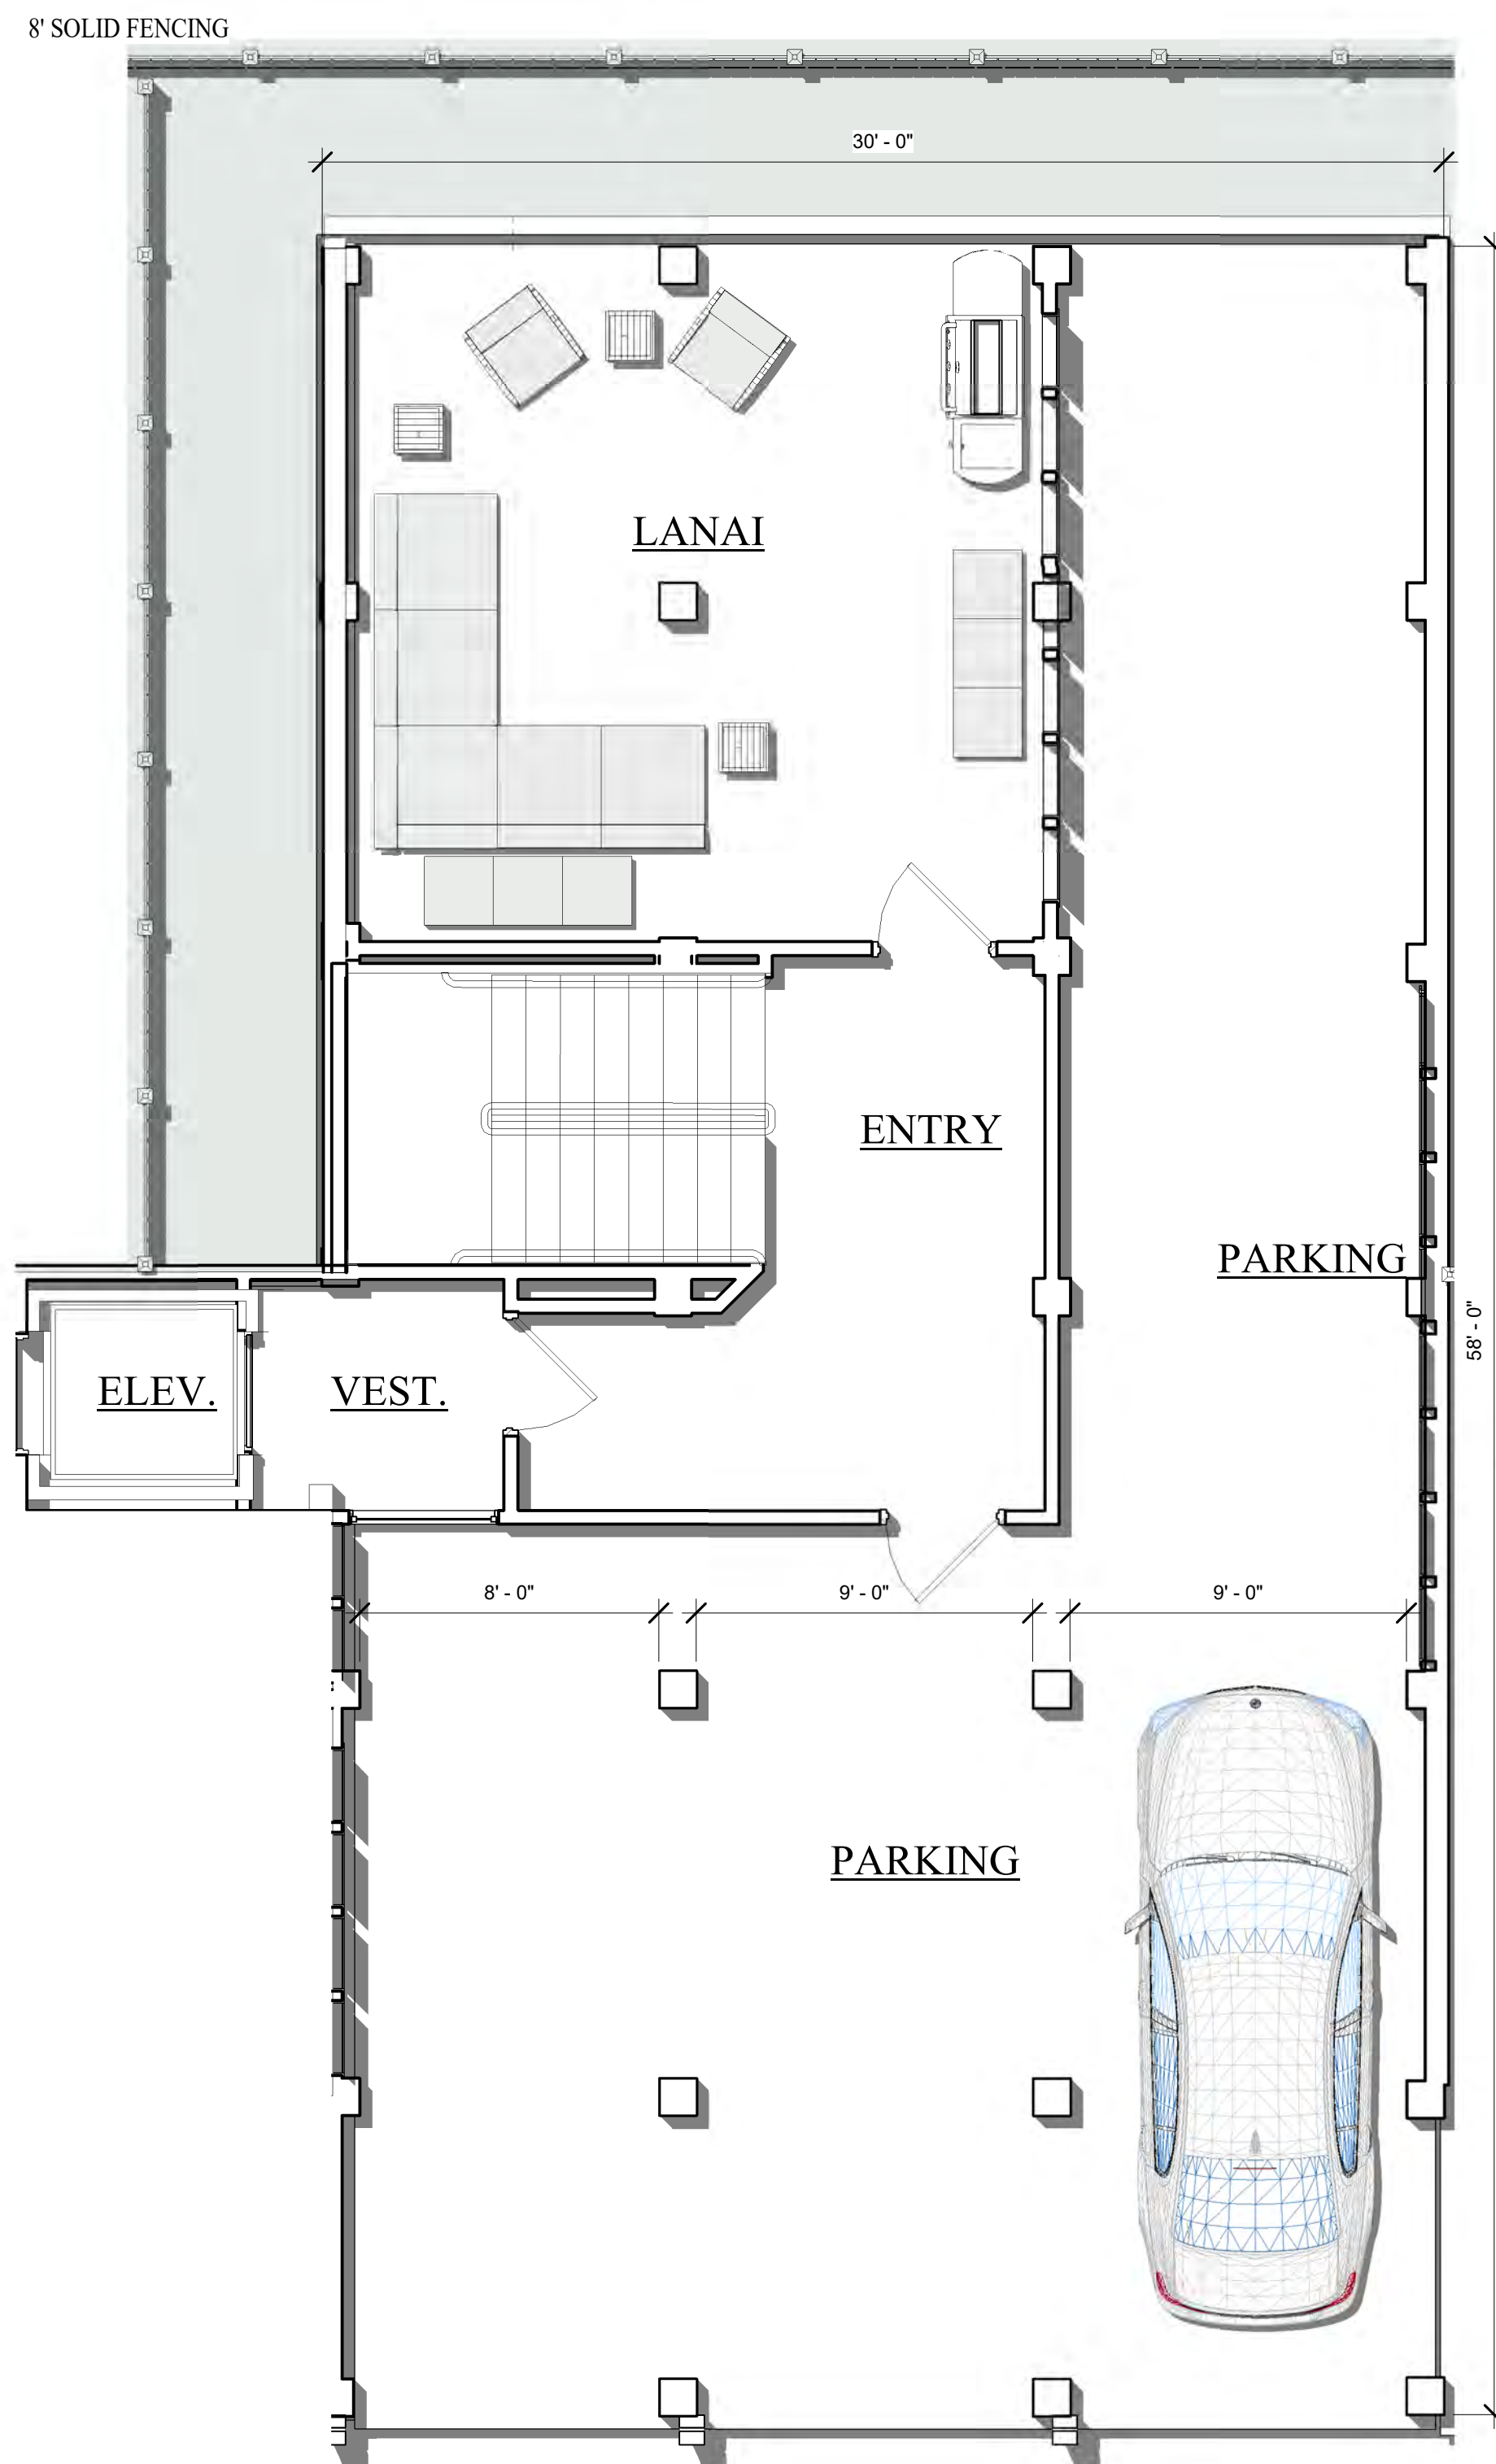 8' SOLID FENCING
30' - 0"
LANAI
ENTRY
PARKING
58' - 0"
ELEV.
VEST.
8' - 0"
9' - 0"
9' - 0"
PARKING